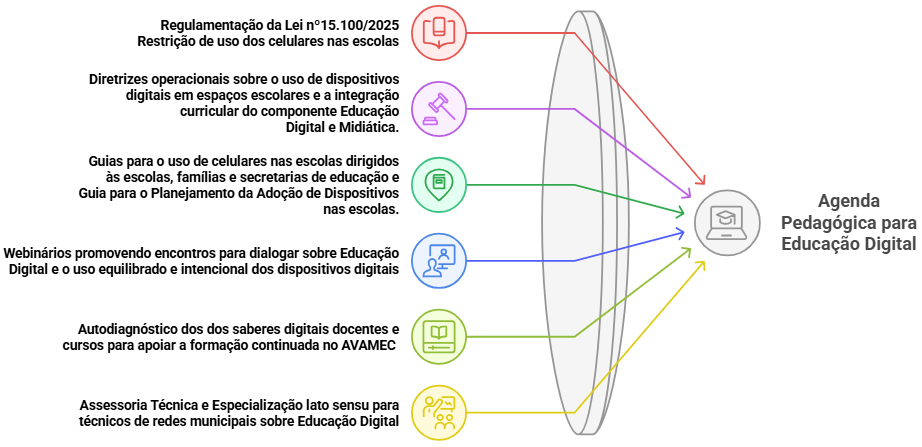 Regulamentação da Lei nº15.100/2025
Restrição de uso dos celulares nas escolas
Diretrizes operacionais sobre o uso de dispositivos
digitais em espaços escolares e a integração
curricular do componente Educação
Digital e Midiática.
Guias para o uso de celulares nas escolas dirigidos
às escolas, famílias e secretarias de educação e
Guia para o Planejamento da Adoção de Dispositivos
nas escolas.
Webinários promovendo encontros para dialogar sobre Educação
Digital e o uso equilibrado e intencional dos dispositivos digitais
Autodiagnóstico dos dos saberes digitais docentes e
cursos para apoiar a formação continuada no AVAMEC
Assessoria Técnica e Especialização lato sensu para
técnicos de redes municipais sobre Educação Digital
Agenda
Pedagógica para
Educação Digital